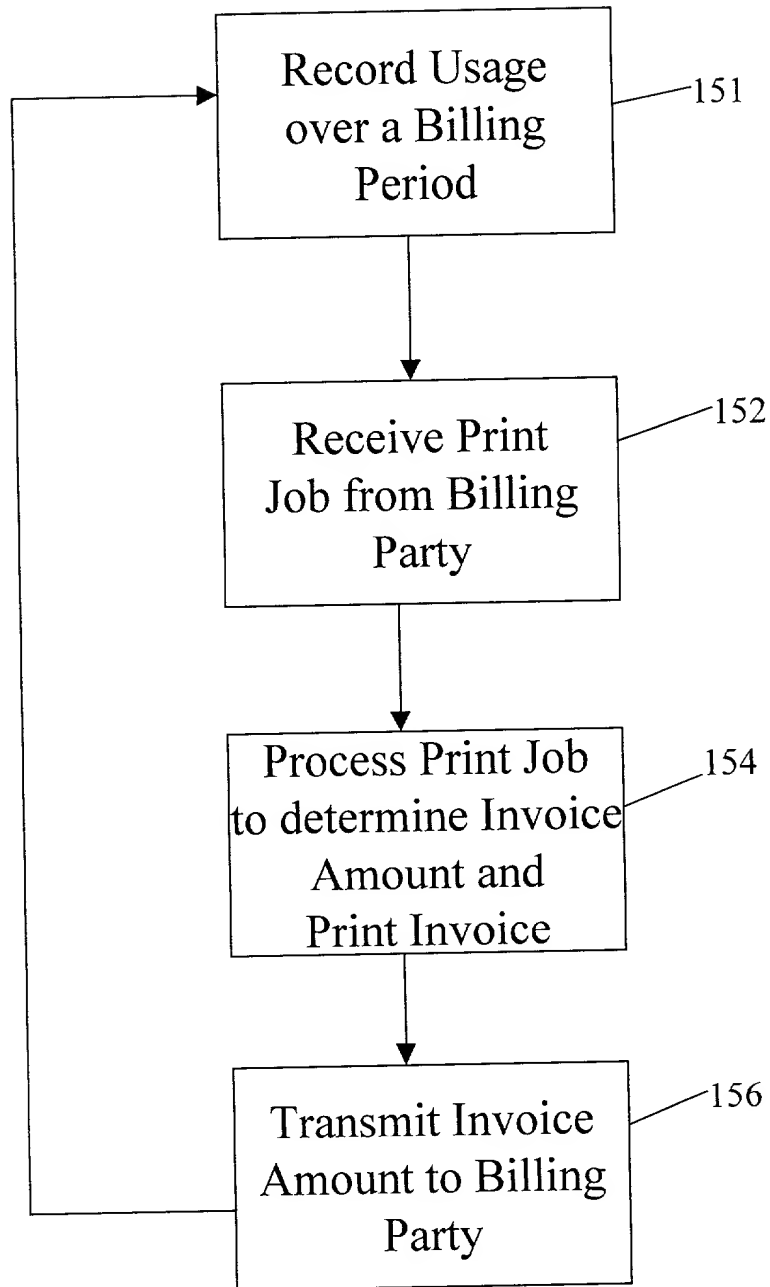 Record Usage
over a Billing
Period
151
Receive Print
Job from Billing
Party
152
Process Print Job
to determine Invoice
Amount and
Print Invoice
154
Transmit Invoice
Amount to Billing
Party
156